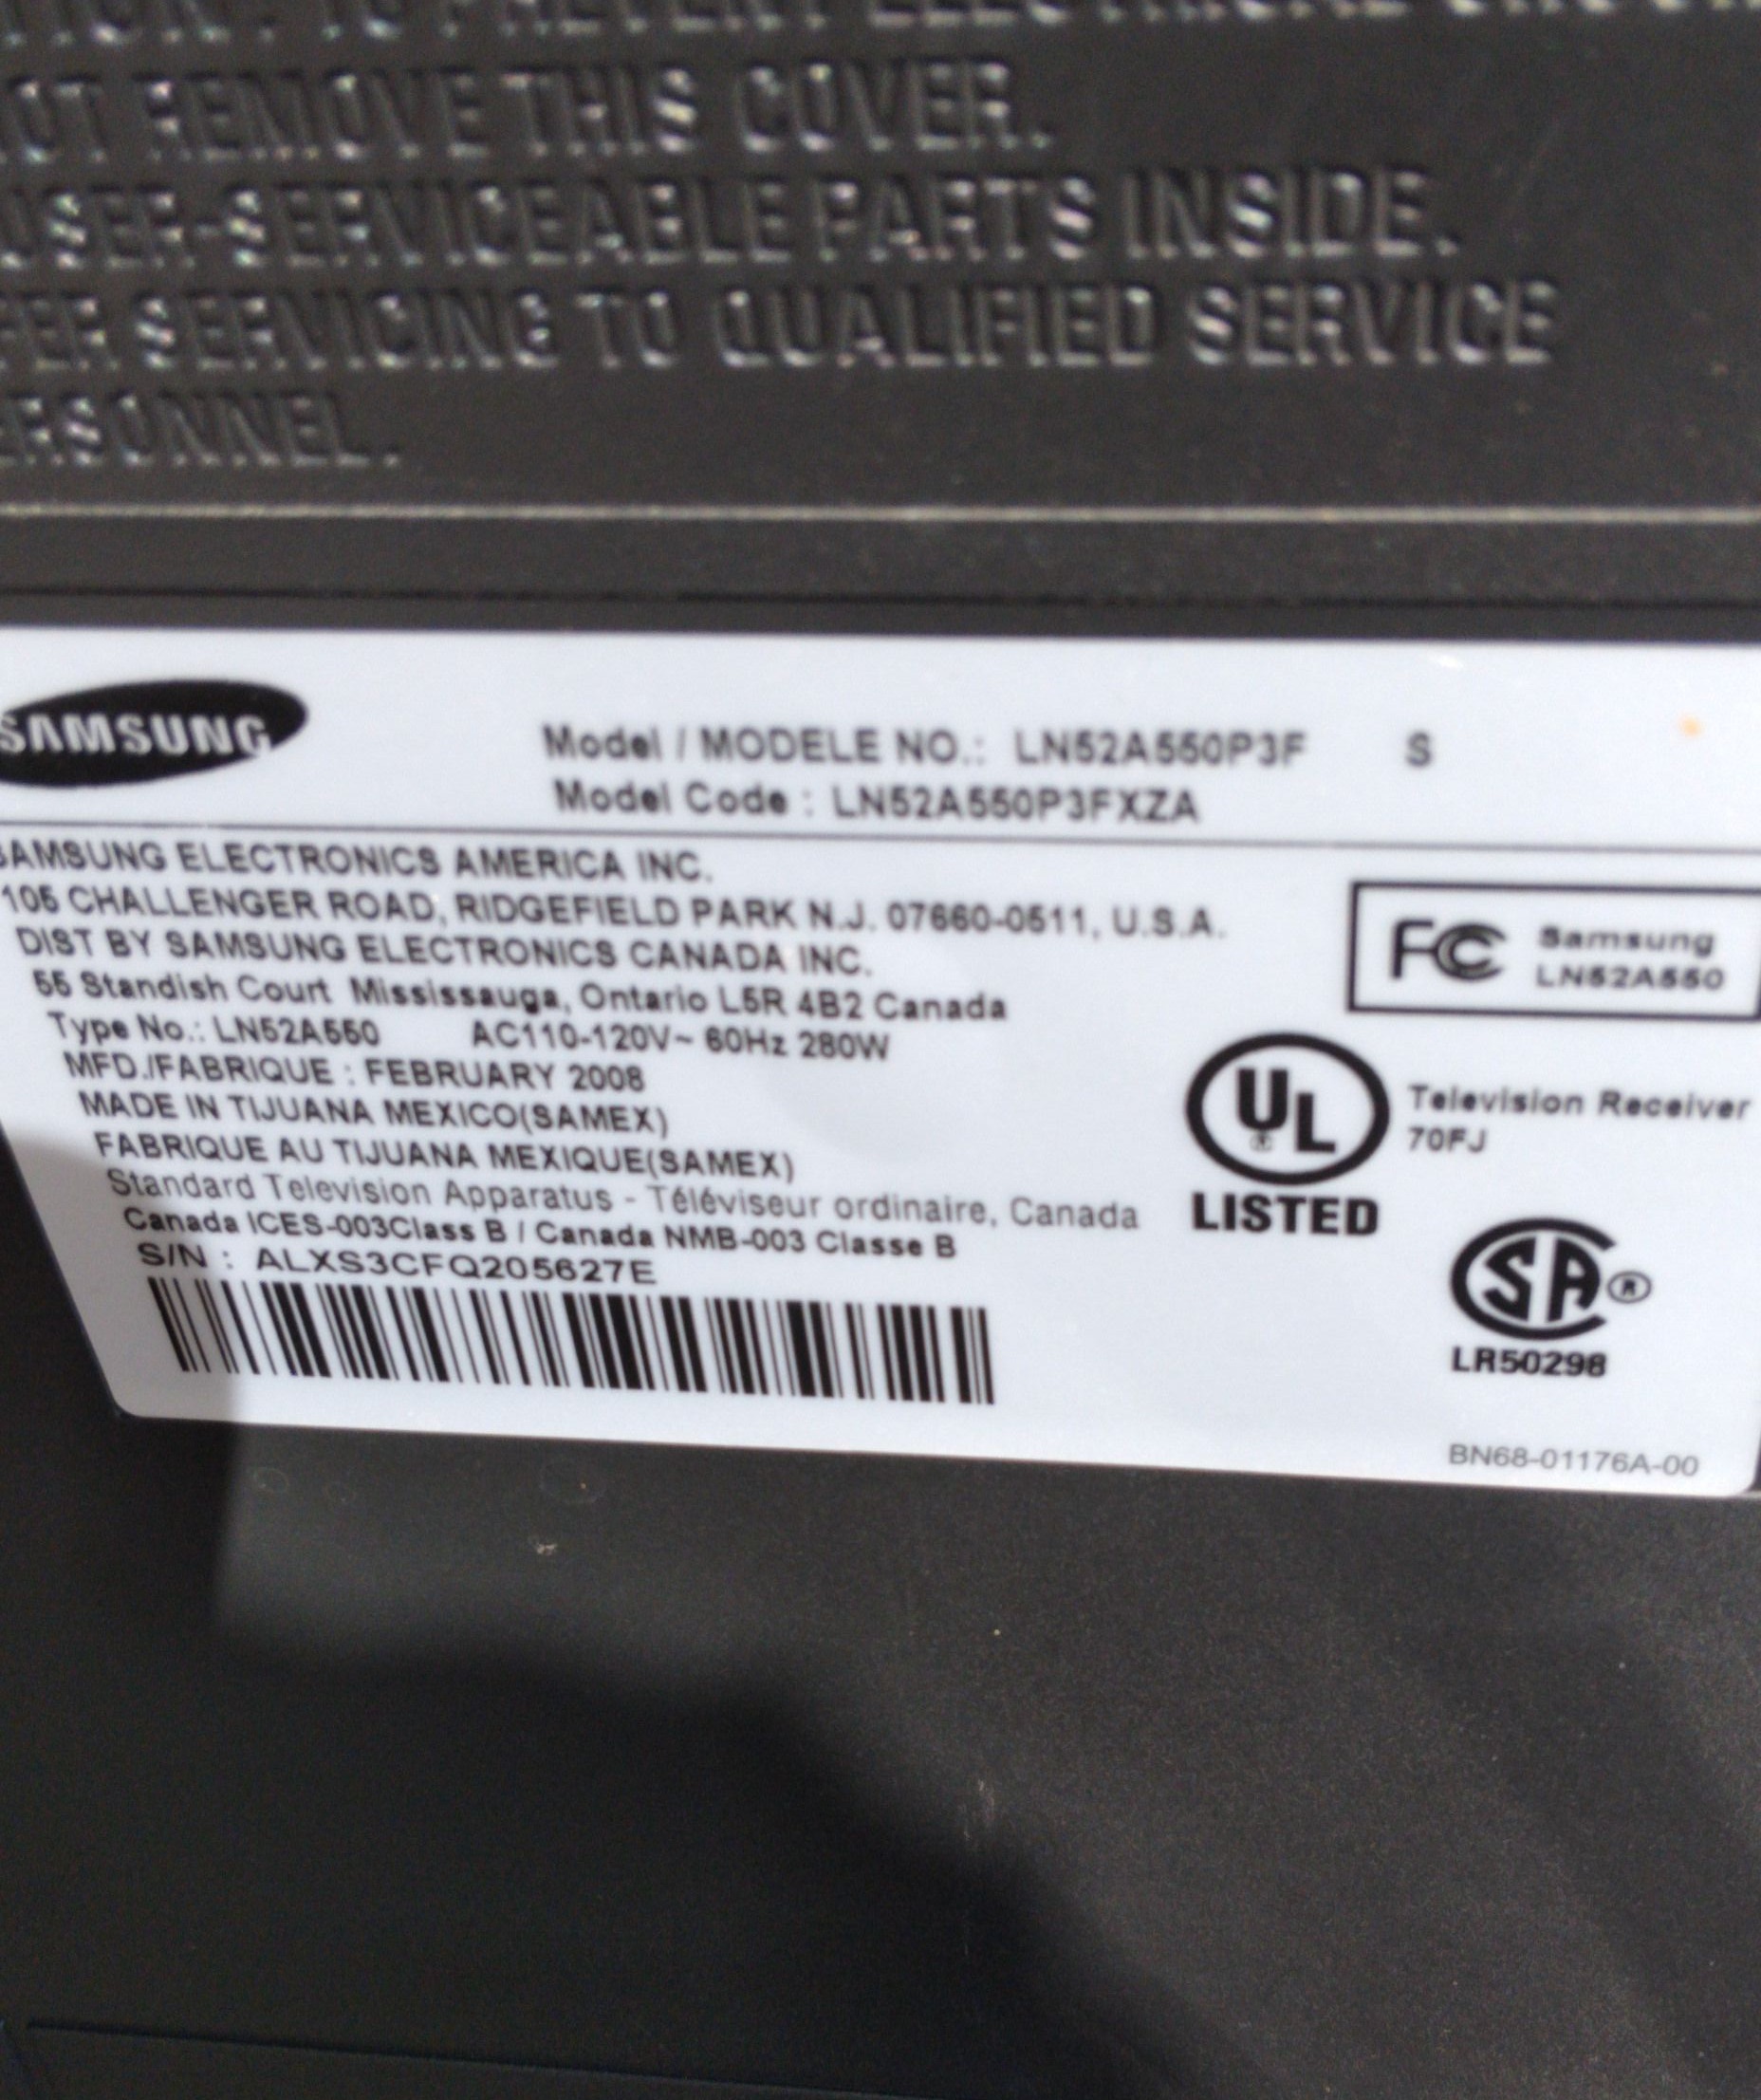 TION: TO PREVENT ELECTRICAL
OT REMOVE THIS COVER.
USER-SERVICEABLE PARTS INSIDE.
FER SERVICING TO QUALIFIED SERVICE
ERSONNEL.
SAMSUNG
Model / MODELE NO.: LN52A550P3F S
Model Code : LN52A550P3FXZA
SAMSUNG ELECTRONICS AMERICA INC.
105 CHALLENGER ROAD, RIDGEFIELD PARK N.J. 07660-0511, U.S.A.
DIST BY SAMSUNG ELECTRONICS CANADA INC.
55 Standish Court Mississauga, Ontario L5R 4B2 Canada
Type No.: LN52A550 AC110-120V~ 60Hz 280W
MFD./FABRIQUE : FEBRUARY 2008
MADE IN TIJUANA MEXICO(SAMEX)
FABRIQUE AU TIJUANA MEXIQUE(SAMEX)
Standard Television Apparatus - Téléviseur ordinaire, Canada
Canada ICES-003Class B / Canada NMB-003 Classe B
S/N : ALXS3CFQ205627E
FC Samsung
LN52A550
UL ®
LISTED
Television Receiver
70FJ
SA ®
LR50298
BN68-01176A-00